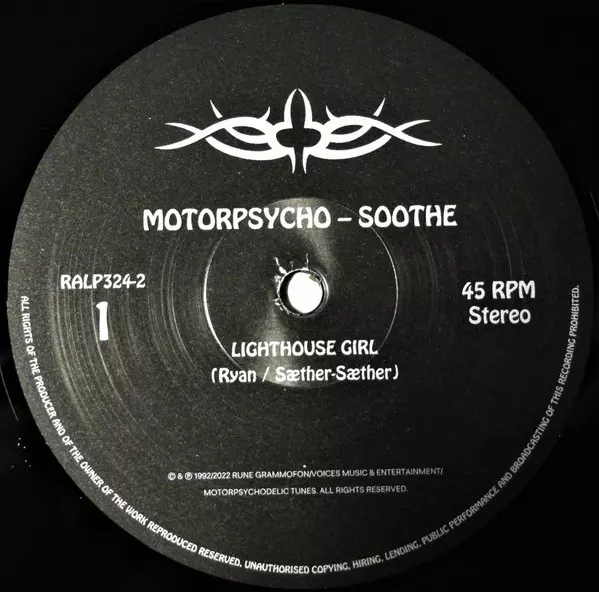 MOTORPSYCHO – SOOTHE
RALP324-2
1
45 RPM
Stereo
LIGHTHOUSE GIRL
(Ryan / Sæther-Sæther)
© & ℗ 1992/2022 RUNE GRAMMOFON/VOICES MUSIC & ENTERTAINMENT/
MOTORPSYCHODELIC TUNES. ALL RIGHTS RESERVED.
ALL RIGHTS OF THE PRODUCER AND OF THE OWNER OF THE WORK REPRODUCED RESERVED. UNAUTHORISED COPYING, HIRING, LENDING, PUBLIC PERFORMANCE AND BROADCASTING OF THIS RECORDING PROHIBITED.